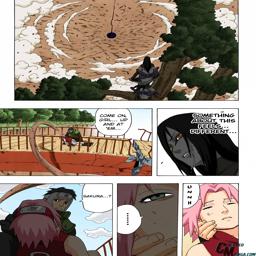 SOMETHING
ABOUT THIS
FEELS
DIFFERENT...
COME ON,
GIRL... UP
AND AT
'EM...
SAKURA...?
......
UNNH